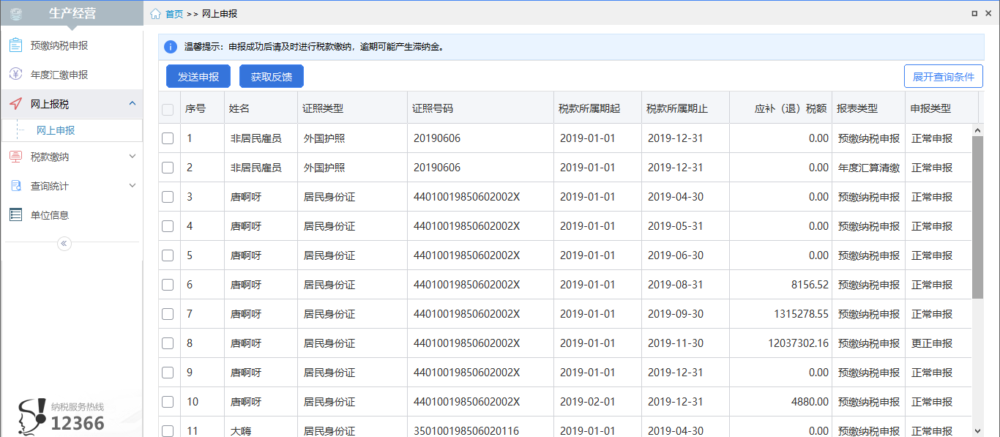 生产经营
首页 >> 网上申报
预缴纳税申报
年度汇缴申报
网上报税
网上申报
税款缴纳
查询统计
单位信息
纳税服务热线
12366
温馨提示：申报成功后请及时进行税款缴纳，逾期可能产生滞纳金。
发送申报 获取反馈 展开查询条件
序号 姓名 证照类型 证照号码 税款所属期起 税款所属期止 应补（退）税额 报表类型 申报类型
1 非居民雇员 外国护照 20190606 2019-01-01 2019-12-31 0.00 预缴纳税申报 正常申报
2 非居民雇员 外国护照 20190606 2019-01-01 2019-12-31 0.00 年度汇算清缴 正常申报
3 唐啊呀 居民身份证 44010019850602002X 2019-01-01 2019-04-30 0.00 预缴纳税申报 正常申报
4 唐啊呀 居民身份证 44010019850602002X 2019-01-01 2019-05-31 0.00 预缴纳税申报 正常申报
5 唐啊呀 居民身份证 44010019850602002X 2019-01-01 2019-06-30 0.00 预缴纳税申报 正常申报
6 唐啊呀 居民身份证 44010019850602002X 2019-01-01 2019-08-31 8156.52 预缴纳税申报 正常申报
7 唐啊呀 居民身份证 44010019850602002X 2019-01-01 2019-09-30 1315278.55 预缴纳税申报 正常申报
8 唐啊呀 居民身份证 44010019850602002X 2019-01-01 2019-11-30 12037302.16 预缴纳税申报 更正申报
9 唐啊呀 居民身份证 44010019850602002X 2019-01-01 2019-12-31 0.00 预缴纳税申报 正常申报
10 唐啊呀 居民身份证 44010019850602002X 2019-02-01 2019-12-31 4880.00 预缴纳税申报 正常申报
11 大嗨 居民身份证 350100198506020116 2019-01-01 2019-04-30 0.00 预缴纳税申报 正常申报